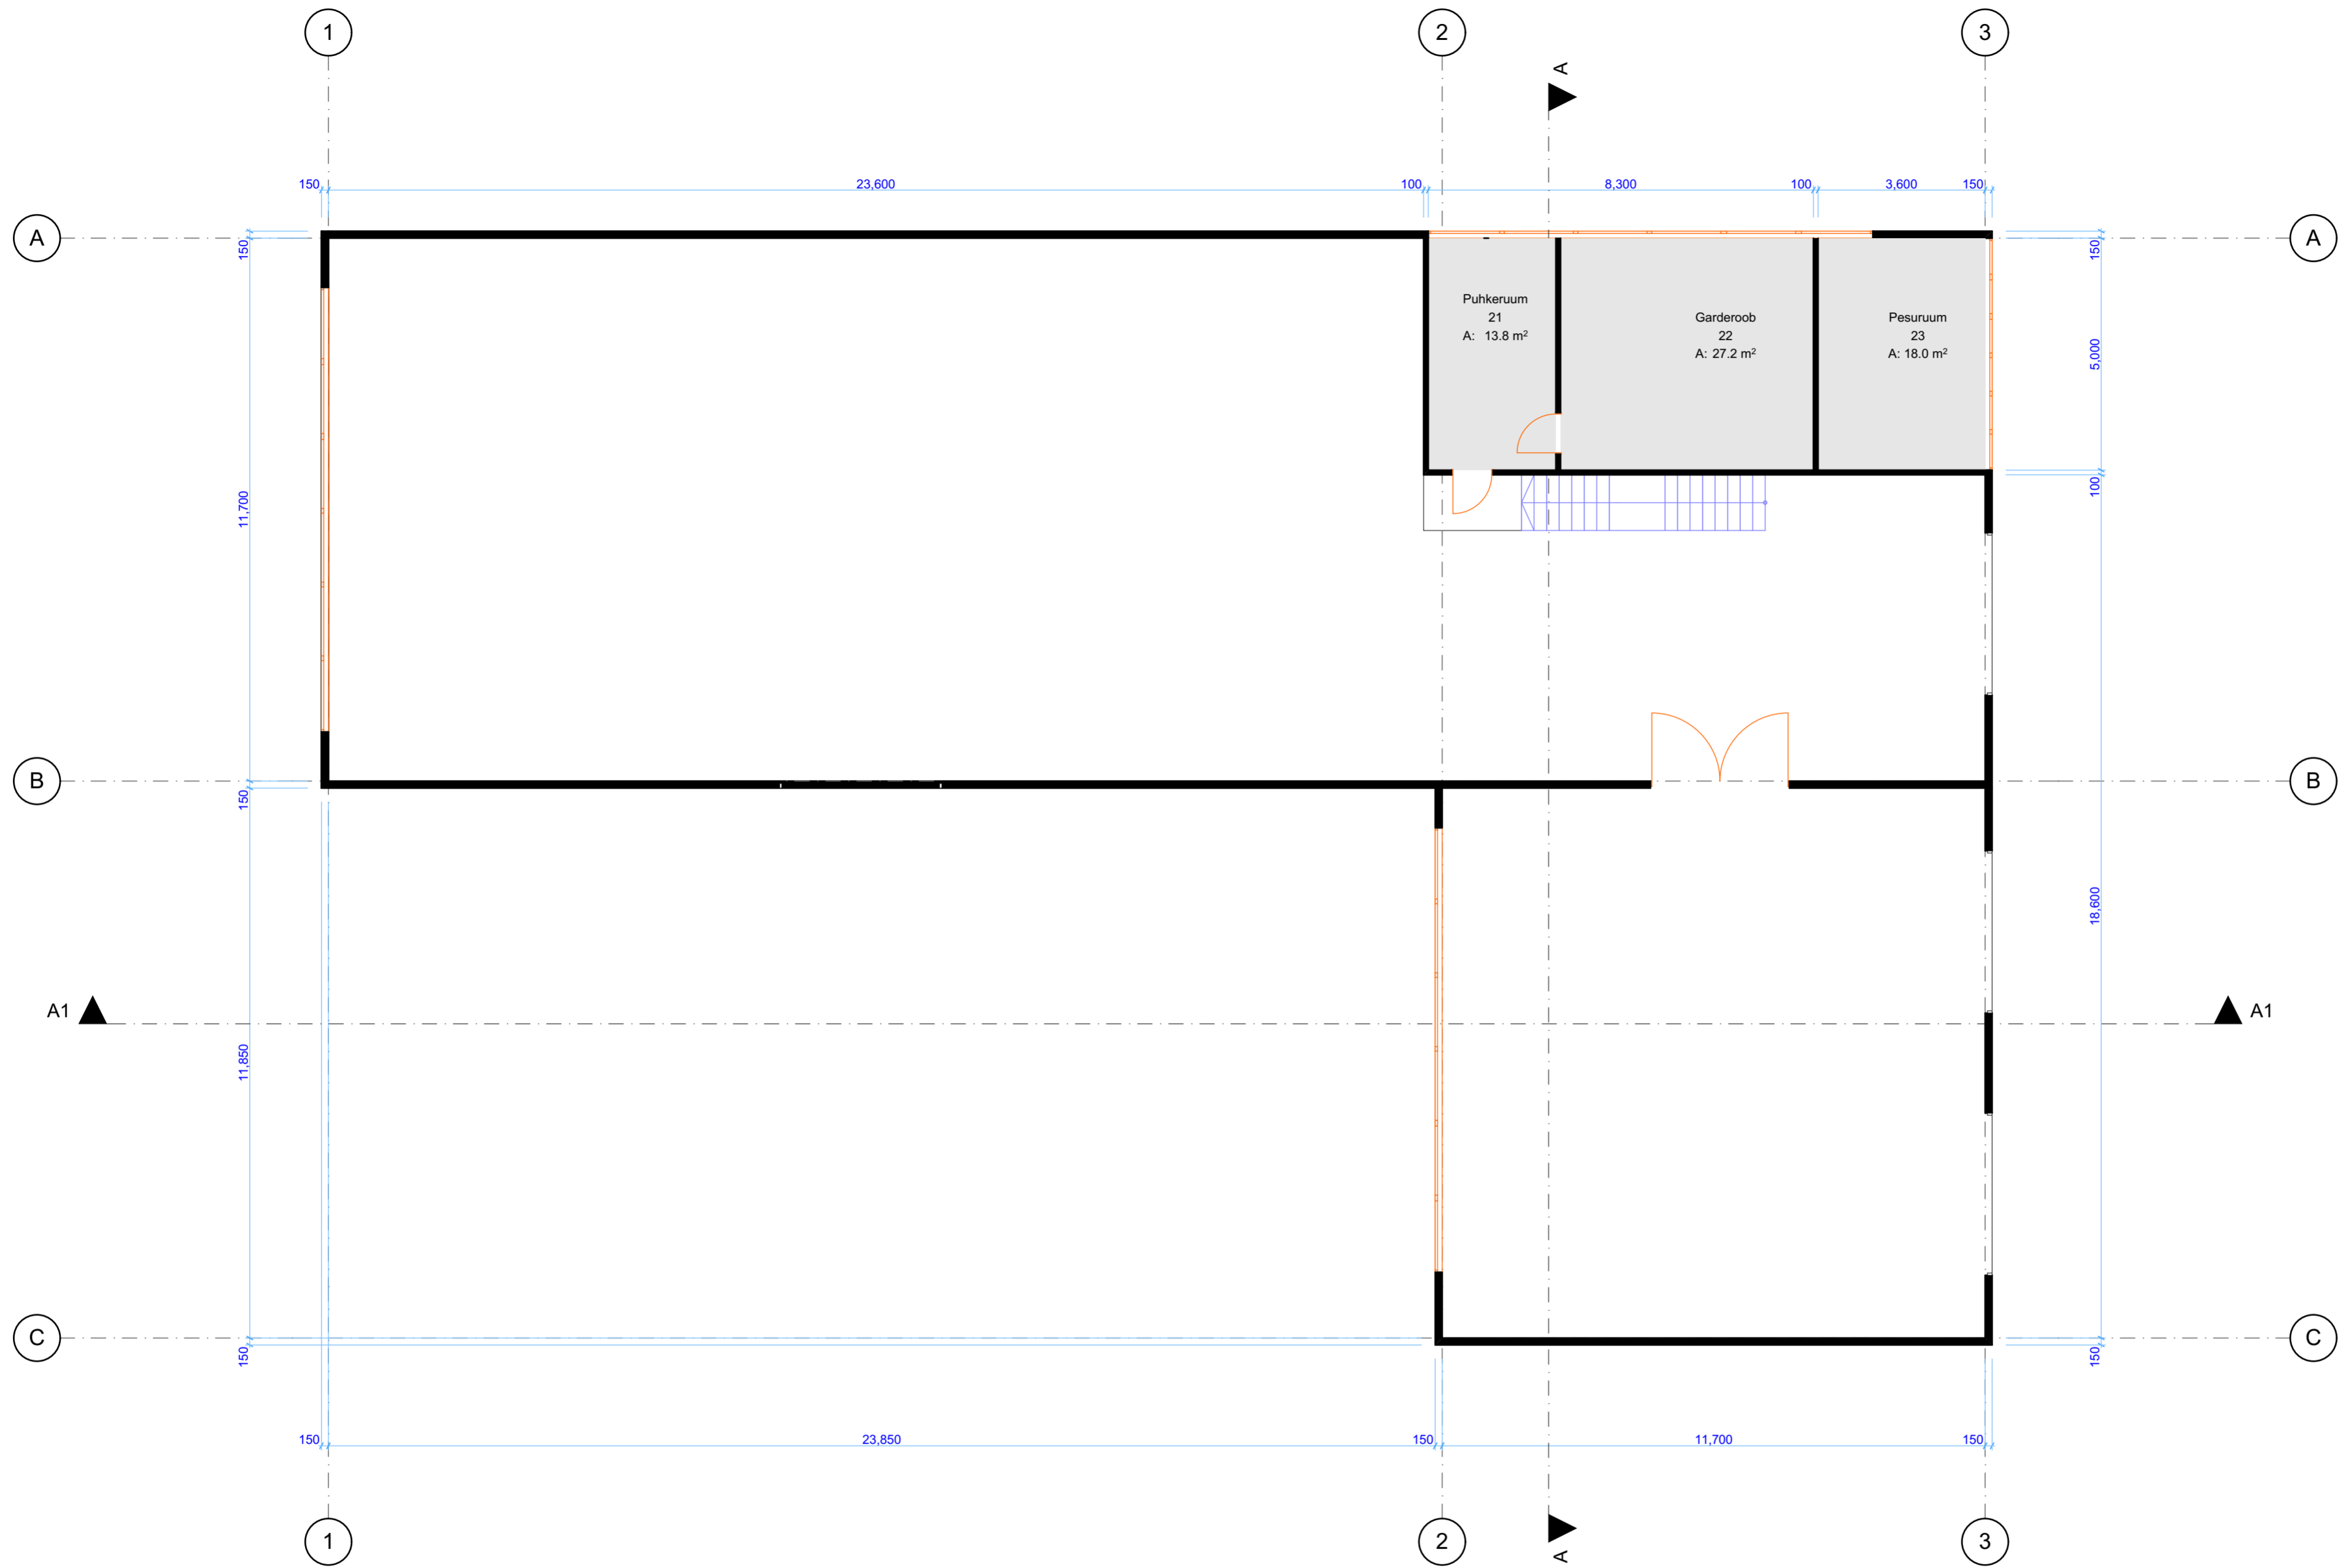 1
2
3
A
150
23,600
100
8,300
100
3,600
150
A
A
150
150
Puhkeruum
21
A: 13.8 m²
Garderoob
22
A: 27.2 m²
Pesuruum
23
A: 18.0 m²
5,000
100
11,700
B
B
150
18,600
A1
A1
11,850
C
C
150
150
150
23,850
150
11,700
150
1
2
3
A